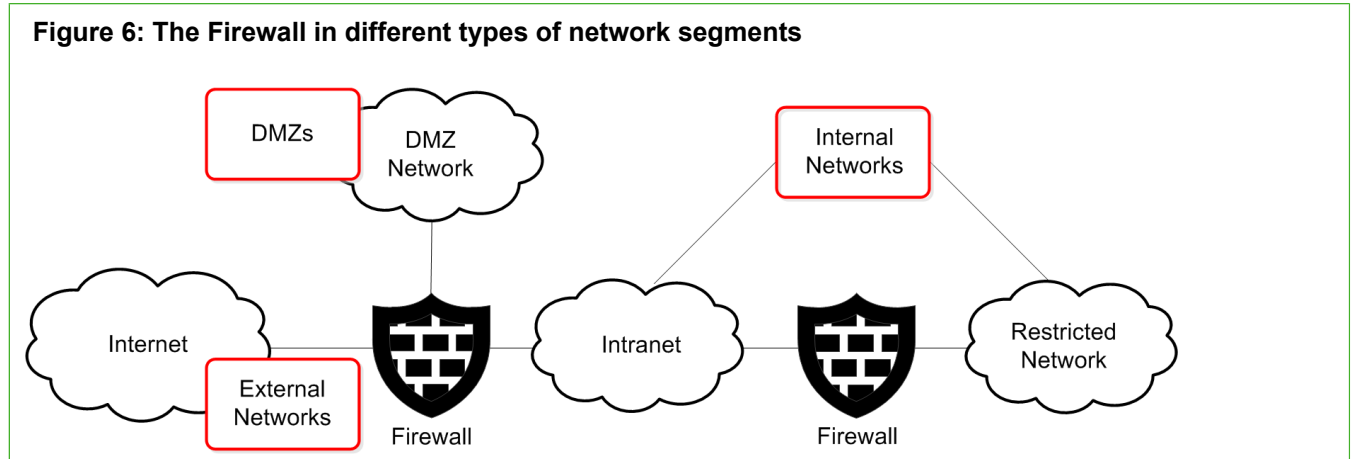 Figure 6: The Firewall in different types of network segments
DMZs
DMZ
Network
Internal
Networks
Internet
External
Networks
Firewall
Intranet
Firewall
Restricted
Network